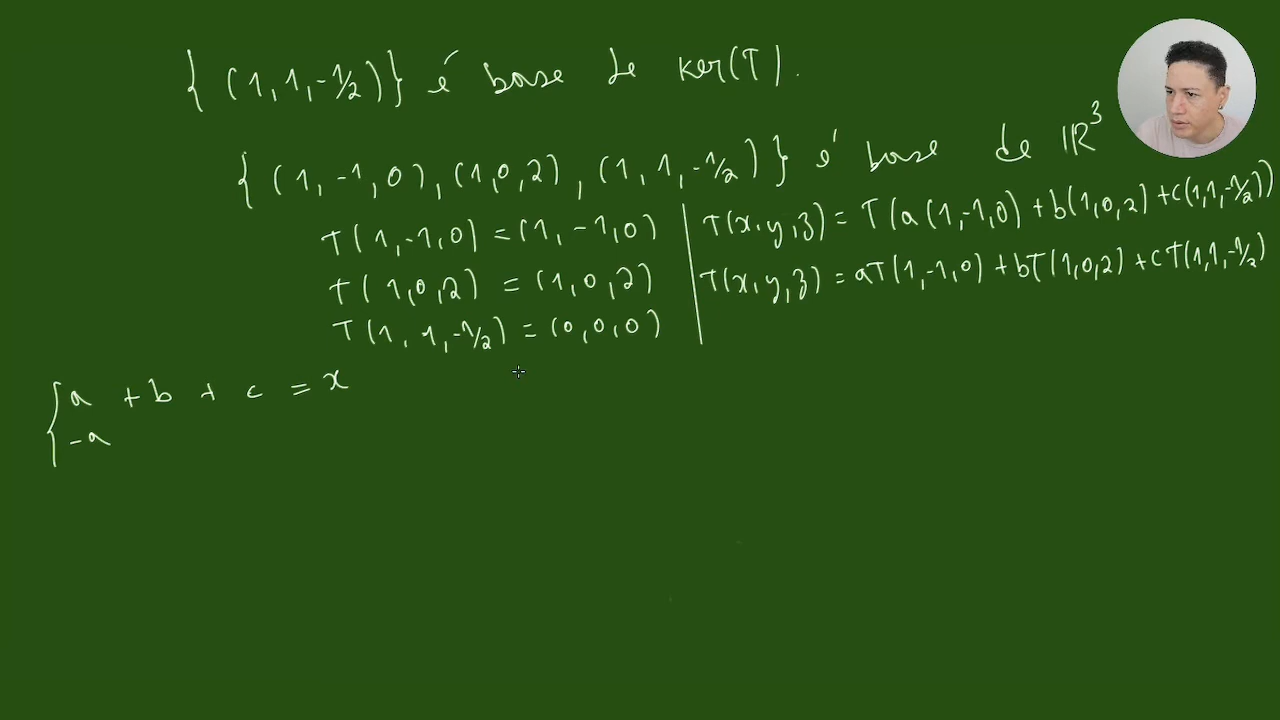 {(1,1,-1/2)} é base de ker(T).
{(1,-1,0),(1,0,2),(1,1,-1/2)} é base de ℝ³
T(1,-1,0) = (1,-1,0)
T(1,0,2) = (1,0,2)
T(1,1,-1/2) = (0,0,0)
T(x,y,z) = T(a(1,-1,0)+b(1,0,2)+c(1,1,-1/2))
T(x,y,z) = aT(1,-1,0)+bT(1,0,2)+cT(1,1,-1/2)
{a + b + c = x
-a